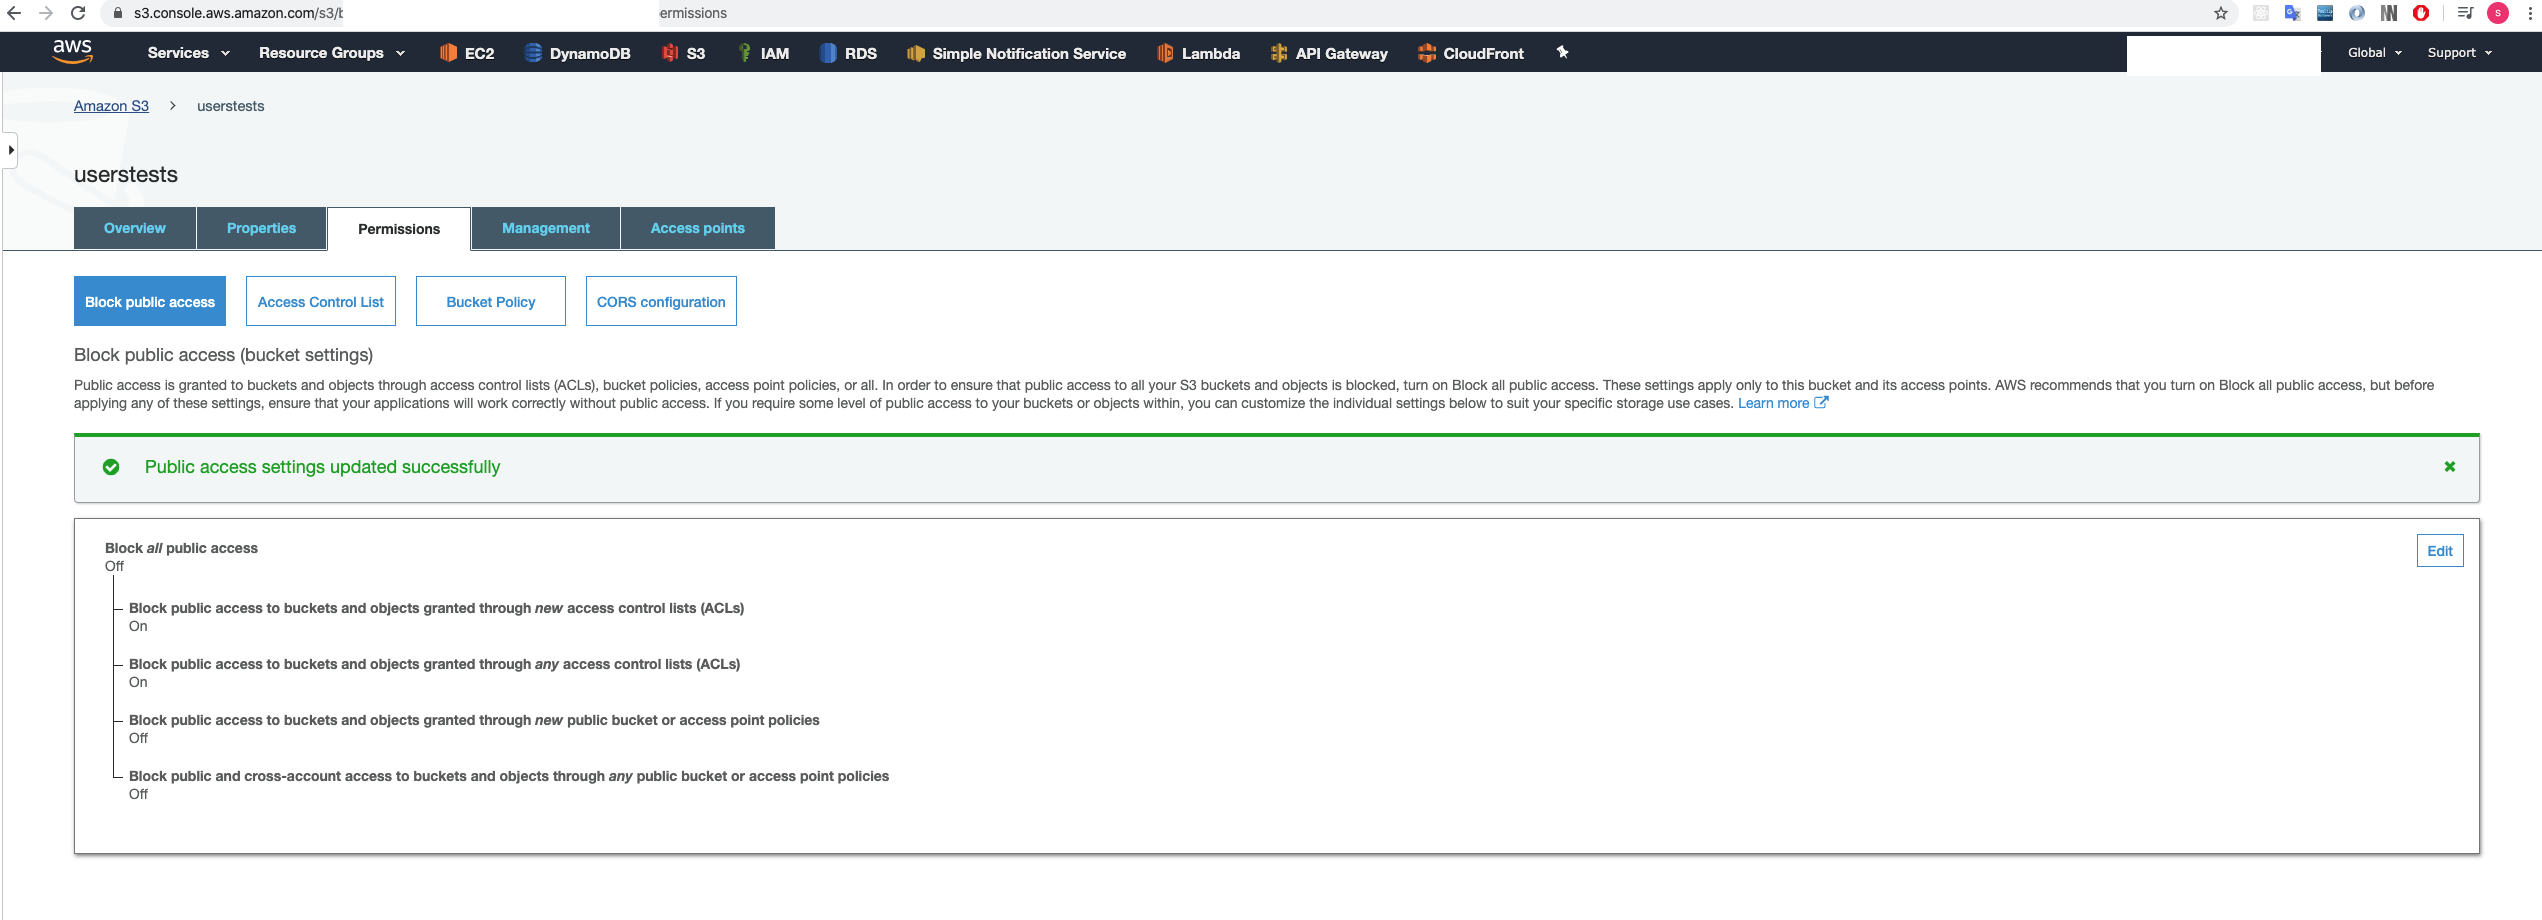 s3.console.aws.amazon.com/s3/b ermissions
aws Services Resource Groups EC2 DynamoDB S3 IAM RDS Simple Notification Service Lambda API Gateway CloudFront Global Support
Amazon S3 > userstests
userstests
Overview Properties Permissions Management Access points
Block public access Access Control List Bucket Policy CORS configuration
Block public access (bucket settings)
Public access is granted to buckets and objects through access control lists (ACLs), bucket policies, access point policies, or all. In order to ensure that public access to all your S3 buckets and objects is blocked, turn on Block all public access. These settings apply only to this bucket and its access points. AWS recommends that you turn on Block all public access, but before
applying any of these settings, ensure that your applications will work correctly without public access. If you require some level of public access to your buckets or objects within, you can customize the individual settings below to suit your specific storage use cases. Learn more
Public access settings updated successfully
Block all public access
Edit
Off
Block public access to buckets and objects granted through new access control lists (ACLs)
On
Block public access to buckets and objects granted through any access control lists (ACLs)
On
Block public access to buckets and objects granted through new public bucket or access point policies
Off
Block public and cross-account access to buckets and objects through any public bucket or access point policies
Off